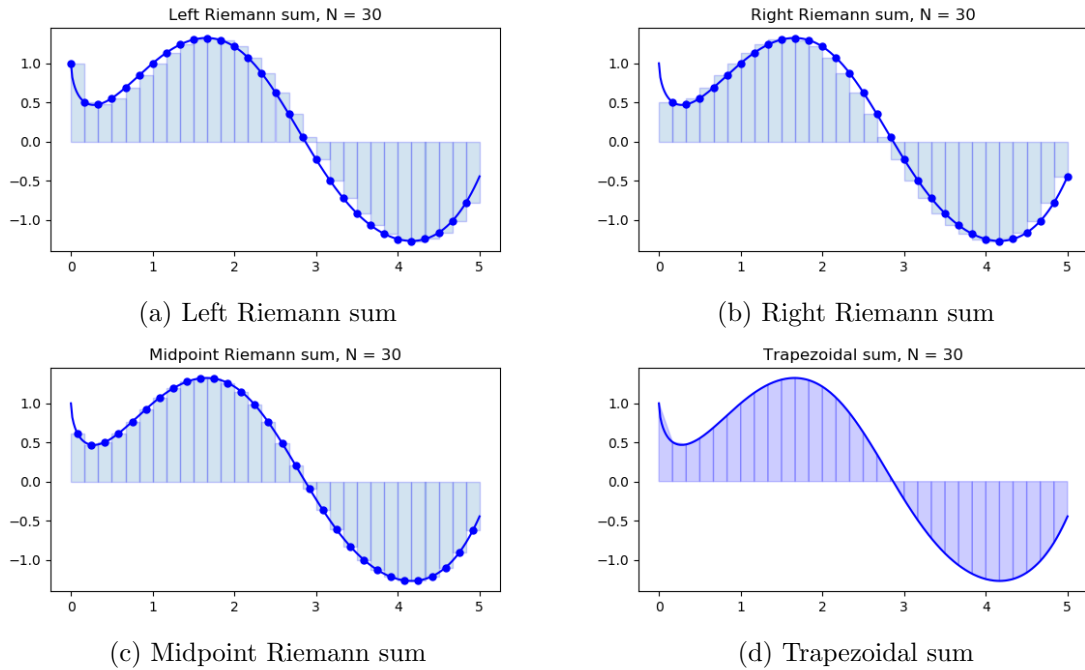 Left Riemann sum, N = 30
1.0
0.5
0.0
−0.5
−1.0
0 1 2 3 4 5
(a) Left Riemann sum
Right Riemann sum, N = 30
1.0
0.5
0.0
−0.5
−1.0
0 1 2 3 4 5
(b) Right Riemann sum
Midpoint Riemann sum, N = 30
1.0
0.5
0.0
−0.5
−1.0
0 1 2 3 4 5
(c) Midpoint Riemann sum
Trapezoidal sum, N = 30
1.0
0.5
0.0
−0.5
−1.0
0 1 2 3 4 5
(d) Trapezoidal sum